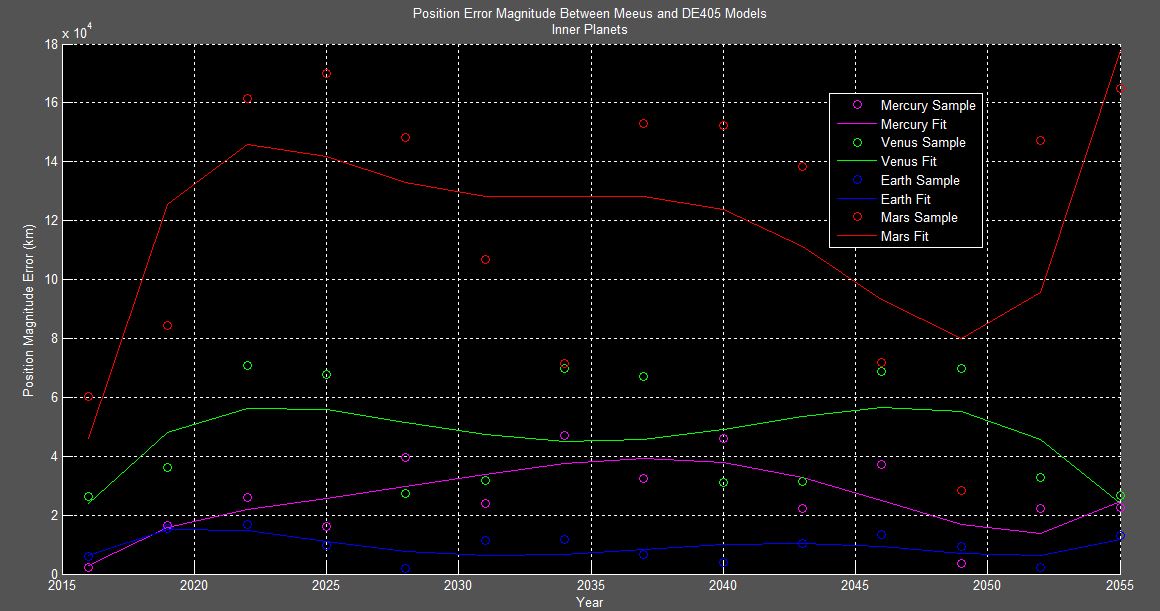 Position Error Magnitude Between Meeus and DE405 Models
Inner Planets
x 10^4
18
16
14
12
10
8
6
4
2
0
Position Magnitude Error (km)
Mercury Sample
Mercury Fit
Venus Sample
Venus Fit
Earth Sample
Earth Fit
Mars Sample
Mars Fit
2015 2020 2025 2030 2035 2040 2045 2050 2055
Year